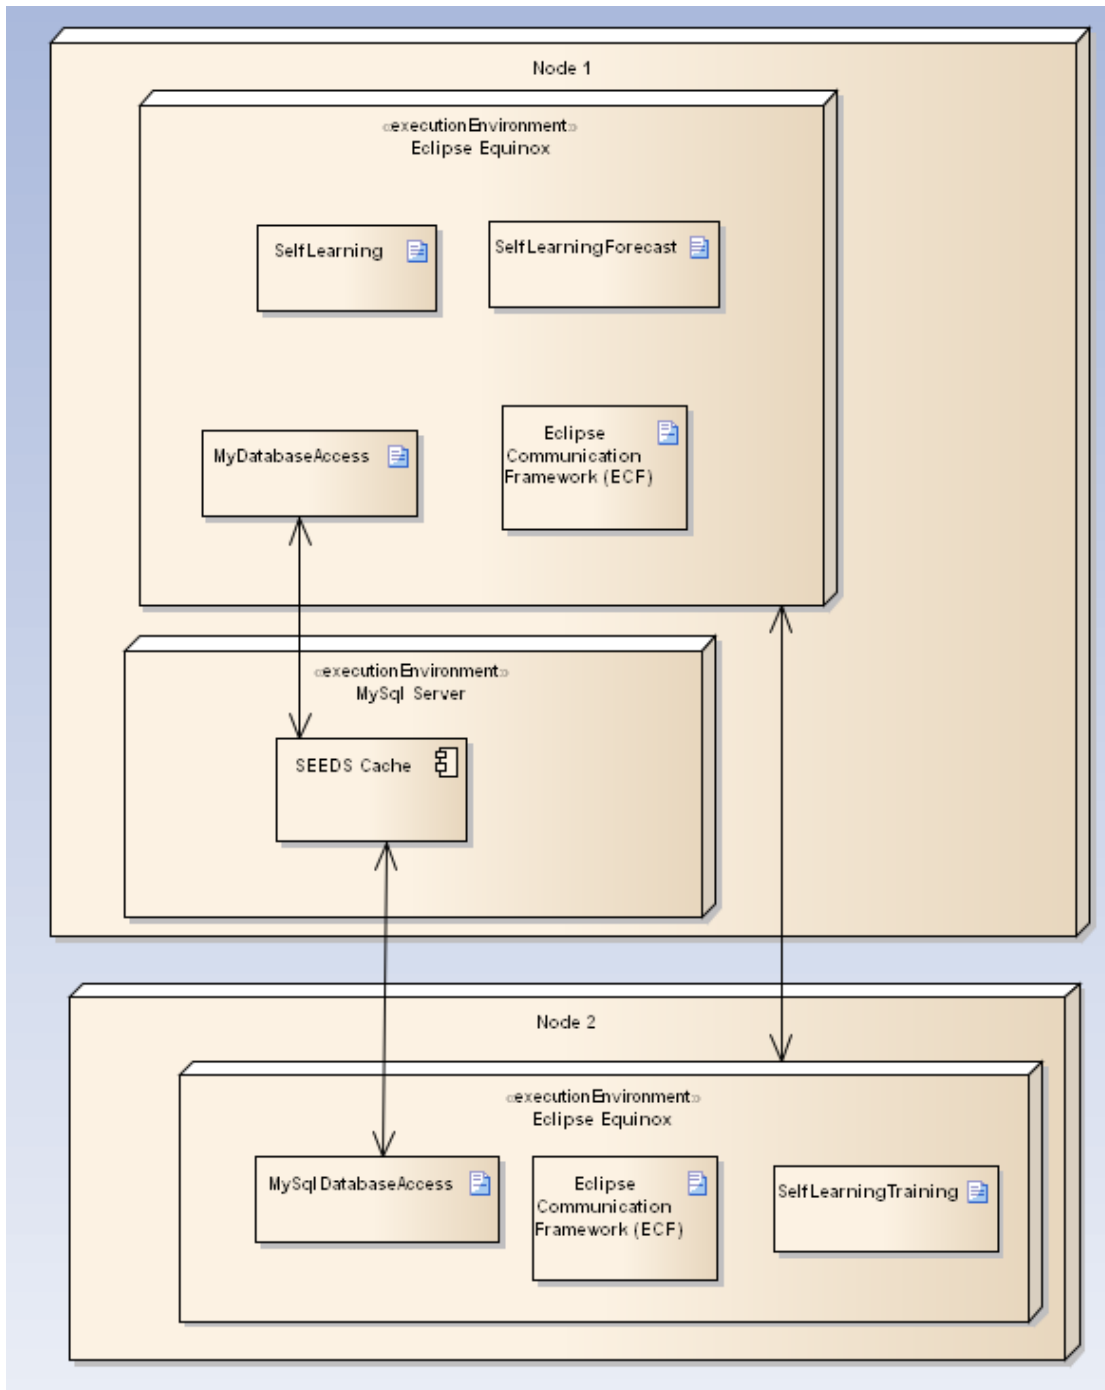 Node 1
«executionEnvironment»
Eclipse Equinox
SelfLearning
SelfLearningForecast
MyDatabaseAccess
Eclipse
Communication
Framework (ECF)
«executionEnvironment»
MySql Server
SEEDS Cache
Node 2
«executionEnvironment»
Eclipse Equinox
MySqlDatabaseAccess
Eclipse
Communication
Framework (ECF)
SelfLearningTraining